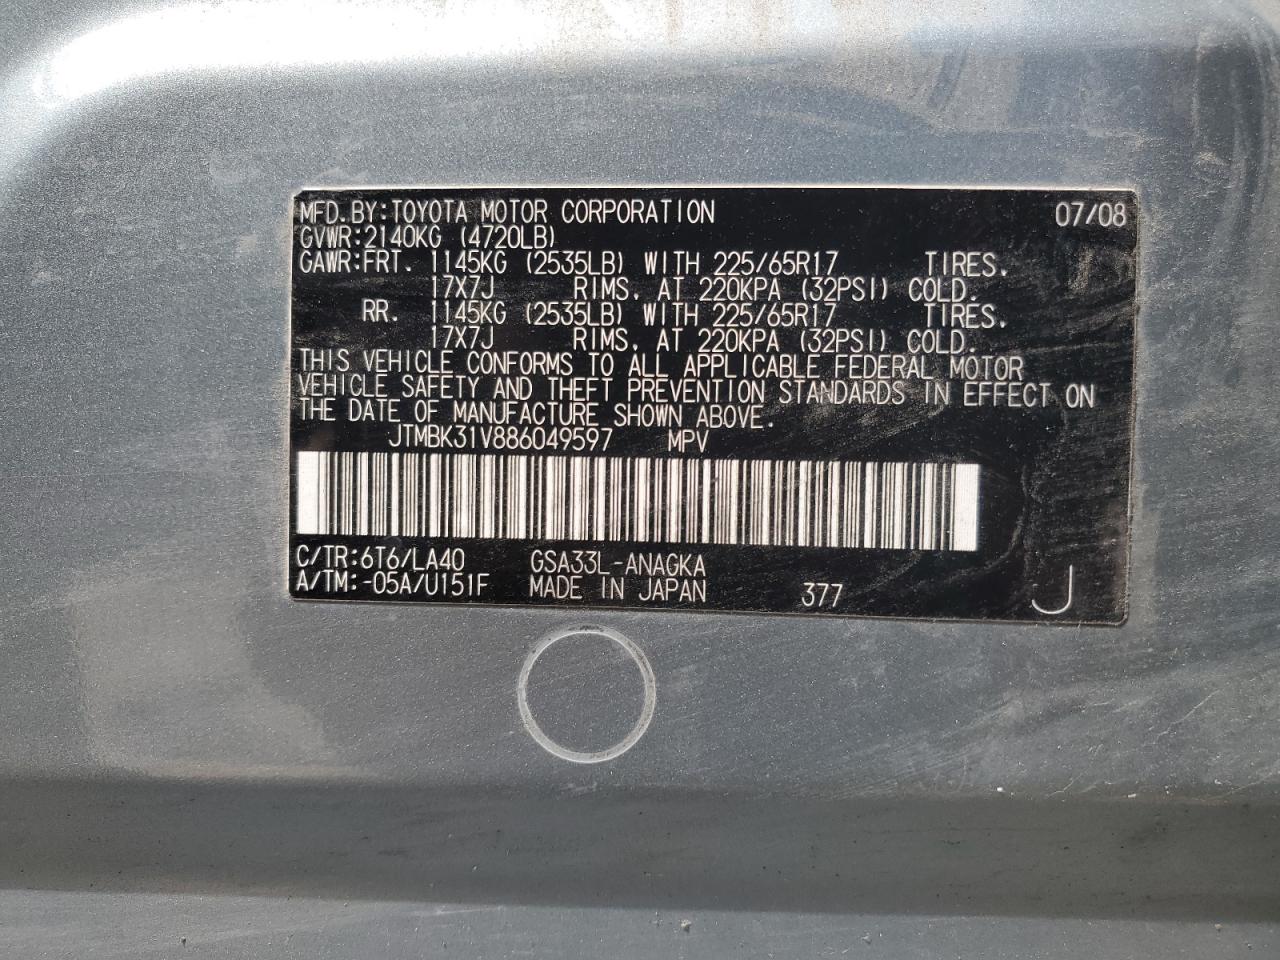 MFD.BY:TOYOTA MOTOR CORPORATION 07/08
GVWR:2140KG (4720LB)
GAWR:FRT. 1145KG (2535LB) WITH 225/65R17 TIRES.
17X7J RIMS, AT 220KPA (32PSI) COLD.
RR. 1145KG (2535LB) WITH 225/65R17 TIRES.
17X7J RIMS, AT 220KPA (32PSI) COLD.
THIS VEHICLE CONFORMS TO ALL APPLICABLE FEDERAL MOTOR
VEHICLE SAFETY AND THEFT PREVENTION STANDARDS IN EFFECT ON
THE DATE OF MANUFACTURE SHOWN ABOVE.
JTMBK31V886049597 MPV
C/TR:6T6/LA40 GSA33L-ANAGKA
A/TM:-05A/U151F MADE IN JAPAN 377 J